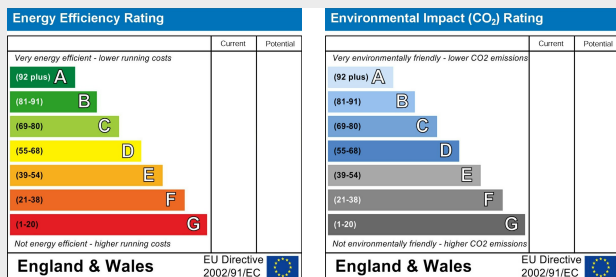 Energy Efficiency Rating
Current Potential
Very energy efficient - lower running costs
(92 plus) A
(81-91) B
(69-80) C
(55-68) D
(39-54) E
(21-38) F
(1-20) G
Not energy efficient - higher running costs
England & Wales
EU Directive
2002/91/EC
Environmental Impact (CO₂) Rating
Current Potential
Very environmentally friendly - lower CO2 emissions
(92 plus) A
(81-91) B
(69-80) C
(55-68) D
(39-54) E
(21-38) F
(1-20) G
Not environmentally friendly - higher CO2 emissions
England & Wales
EU Directive
2002/91/EC